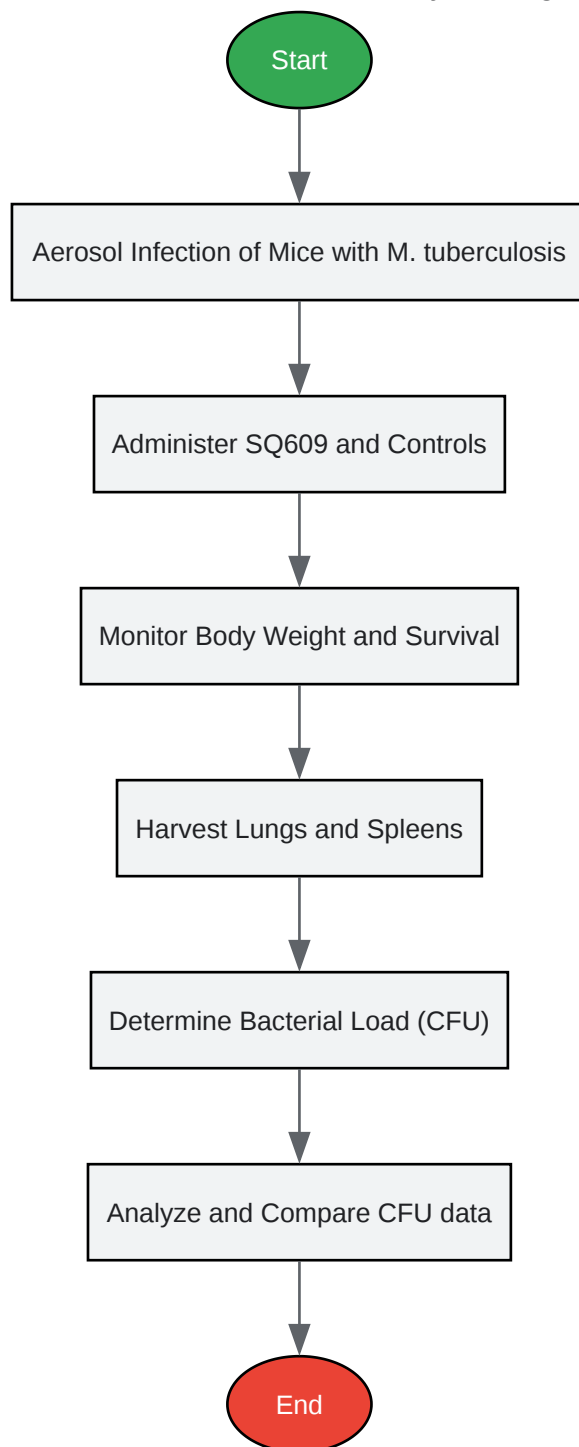 Start
Aerosol Infection of Mice with M. tuberculosis
Administer SQ609 and Controls
Monitor Body Weight and Survival
Harvest Lungs and Spleens
Determine Bacterial Load (CFU)
Analyze and Compare CFU data
End